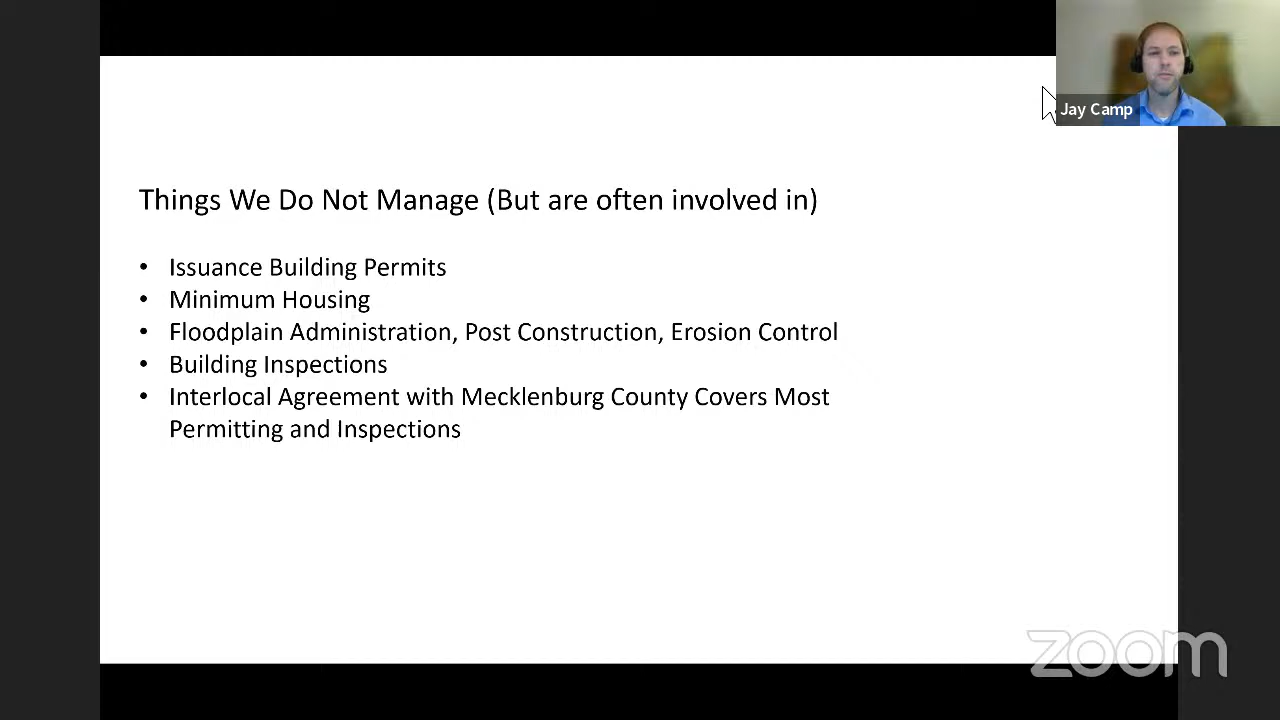 Jay Camp
Things We Do Not Manage (But are often involved in)
• Issuance Building Permits
• Minimum Housing
• Floodplain Administration, Post Construction, Erosion Control
• Building Inspections
• Interlocal Agreement with Mecklenburg County Covers Most
Permitting and Inspections
zoom